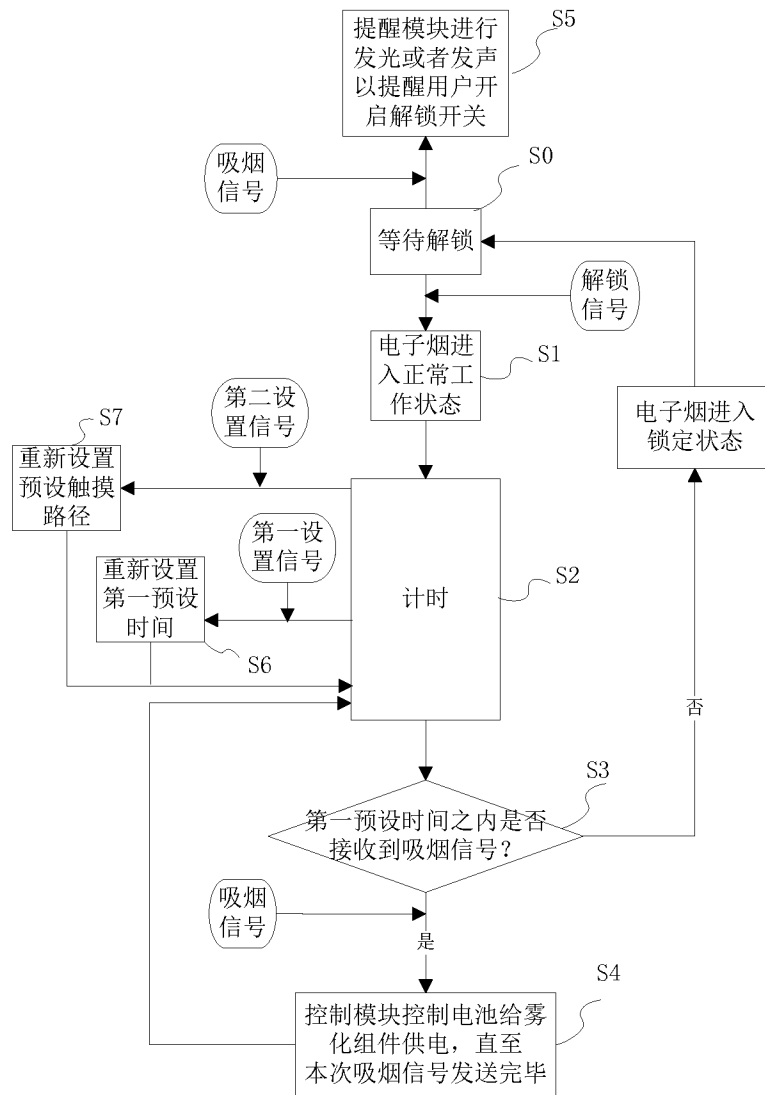 提醒模块进行
发光或者发声
以提醒用户开
启解锁开关
S5
吸烟
信号
S0
等待解锁
解锁
信号
电子烟进
入正常工
作状态
S1
第二设
置信号
S7
电子烟进入
锁定状态
重新设置
预设触摸
路径
第一设
置信号
重新设置
第一预设
时间
S6
计时
S2
否
S3
第一预设时间之内是否
接收到吸烟信号？
吸烟
信号
是
S4
控制模块控制电池给雾
化组件供电，直至
本次吸烟信号发送完毕